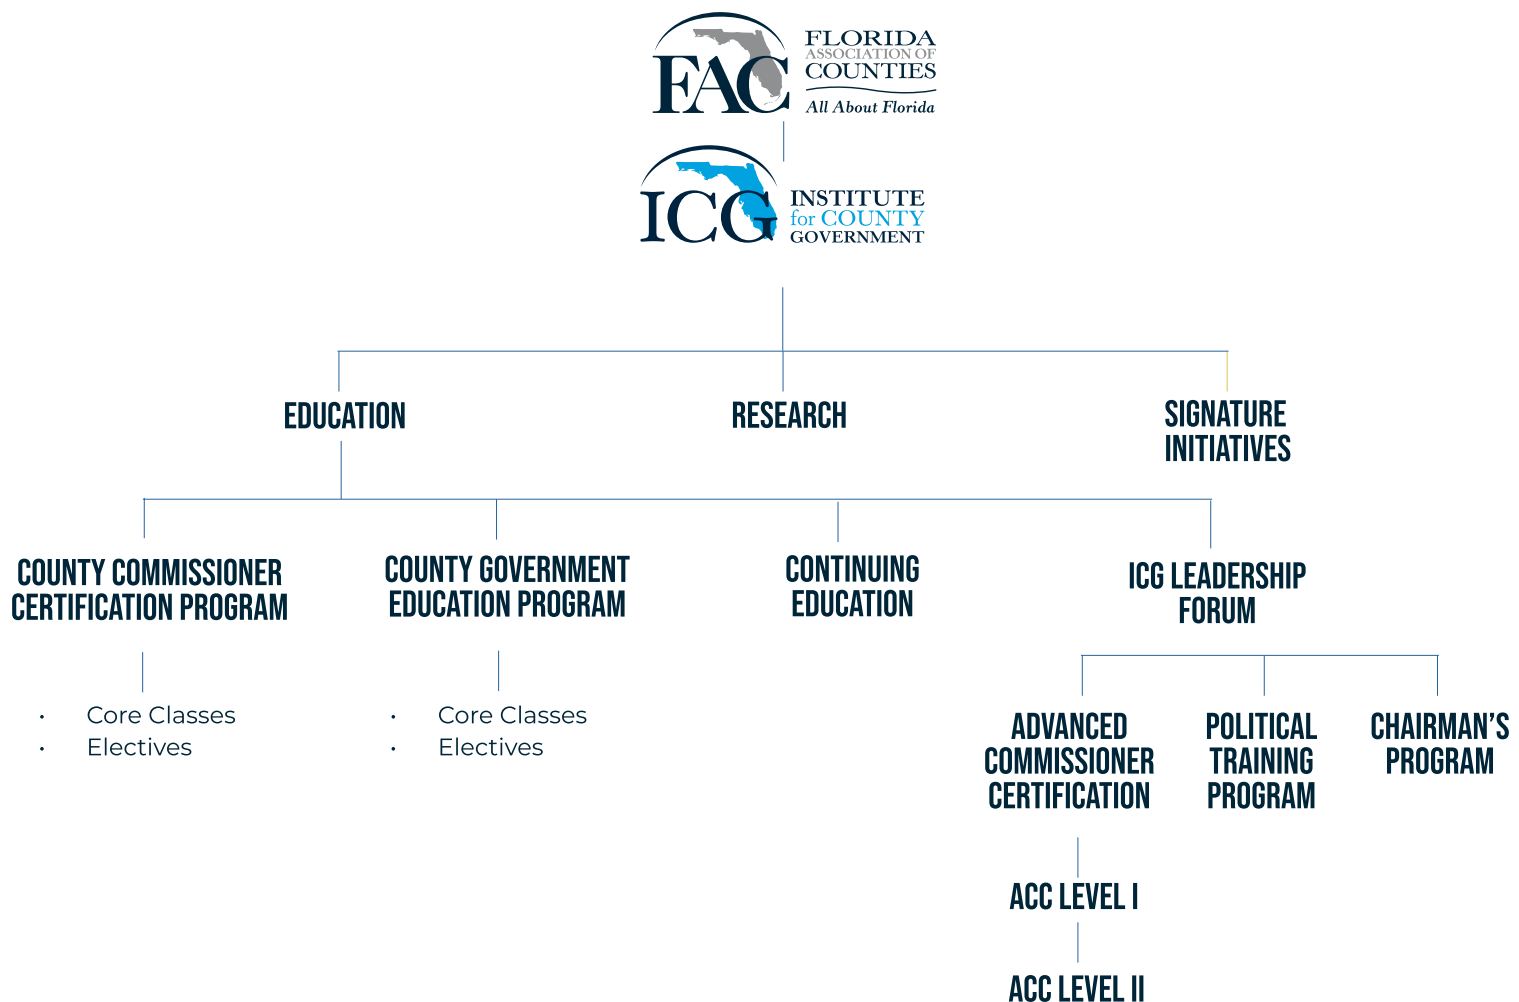 FAC
FLORIDA
ASSOCIATION OF
COUNTIES
All About Florida
ICG
INSTITUTE
for COUNTY
GOVERNMENT
EDUCATION
RESEARCH
SIGNATURE
INITIATIVES
COUNTY COMMISSIONER
CERTIFICATION PROGRAM
COUNTY GOVERNMENT
EDUCATION PROGRAM
CONTINUING
EDUCATION
ICG LEADERSHIP
FORUM
• Core Classes
• Electives
• Core Classes
• Electives
ADVANCED
COMMISSIONER
CERTIFICATION
POLITICAL
TRAINING
PROGRAM
CHAIRMAN’S
PROGRAM
ACC LEVEL I
ACC LEVEL II